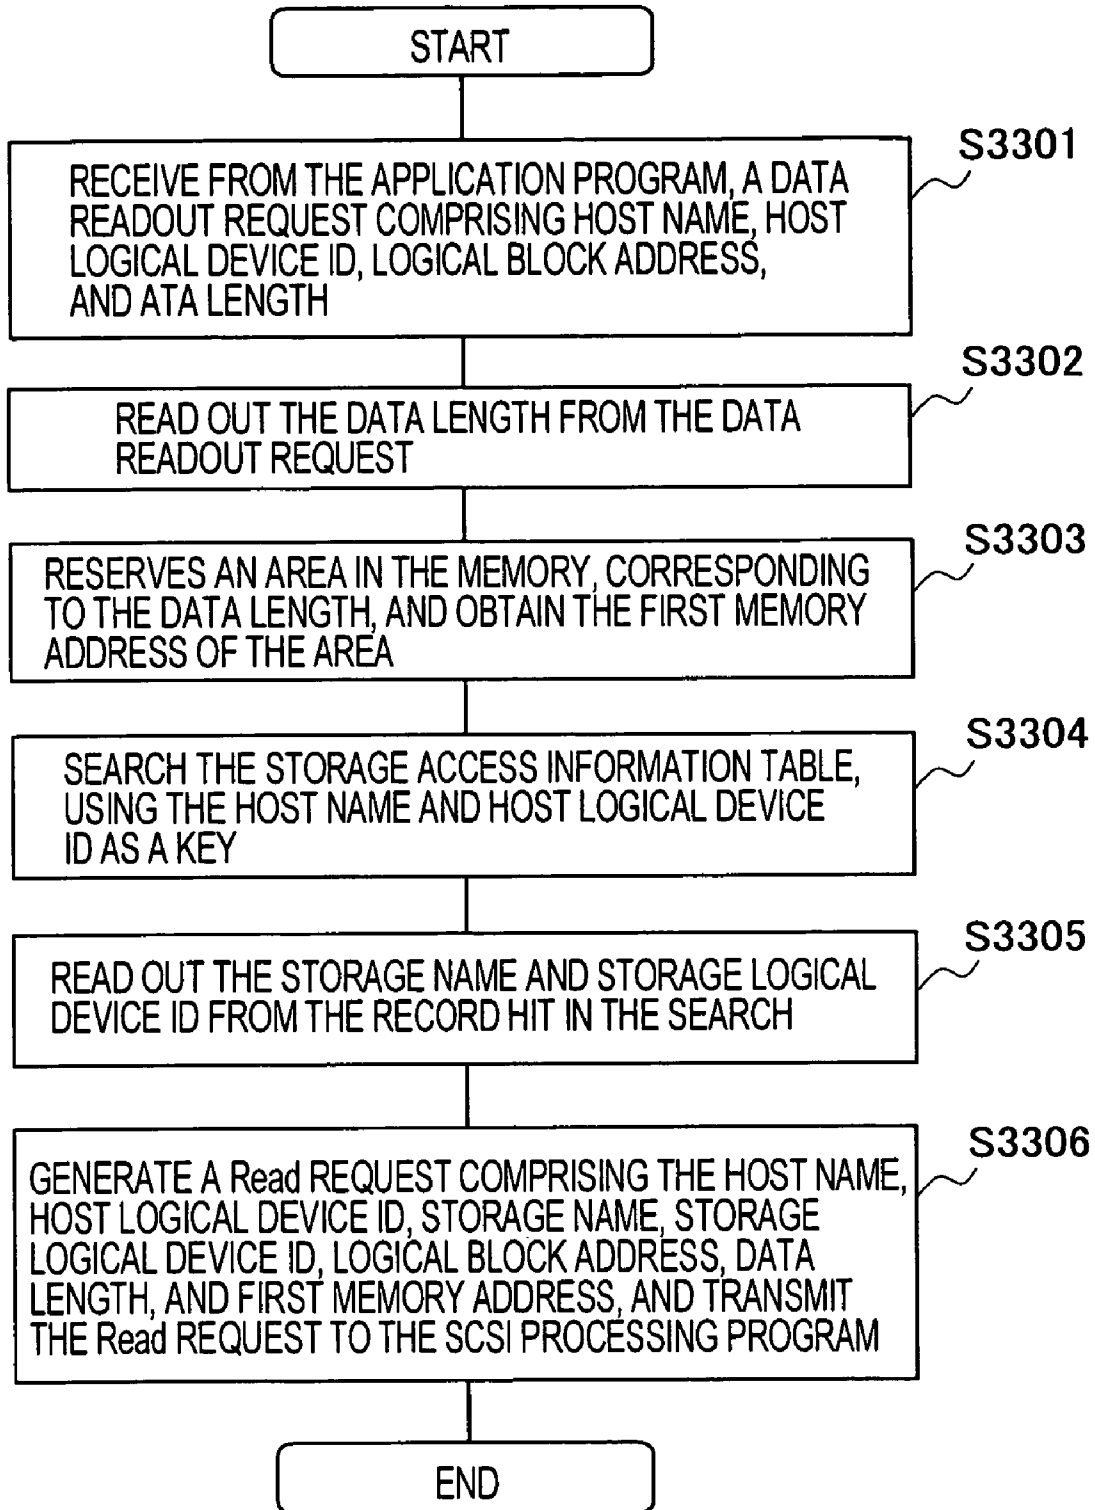 START
S3301
RECEIVE FROM THE APPLICATION PROGRAM, A DATA
READOUT REQUEST COMPRISING HOST NAME, HOST
LOGICAL DEVICE ID, LOGICAL BLOCK ADDRESS,
AND ATA LENGTH
S3302
READ OUT THE DATA LENGTH FROM THE DATA
READOUT REQUEST
S3303
RESERVES AN AREA IN THE MEMORY, CORRESPONDING
TO THE DATA LENGTH, AND OBTAIN THE FIRST MEMORY
ADDRESS OF THE AREA
S3304
SEARCH THE STORAGE ACCESS INFORMATION TABLE,
USING THE HOST NAME AND HOST LOGICAL DEVICE
ID AS A KEY
S3305
READ OUT THE STORAGE NAME AND STORAGE LOGICAL
DEVICE ID FROM THE RECORD HIT IN THE SEARCH
S3306
GENERATE A Read REQUEST COMPRISING THE HOST NAME,
HOST LOGICAL DEVICE ID, STORAGE NAME, STORAGE
LOGICAL DEVICE ID, LOGICAL BLOCK ADDRESS, DATA
LENGTH, AND FIRST MEMORY ADDRESS, AND TRANSMIT
THE Read REQUEST TO THE SCSI PROCESSING PROGRAM
END